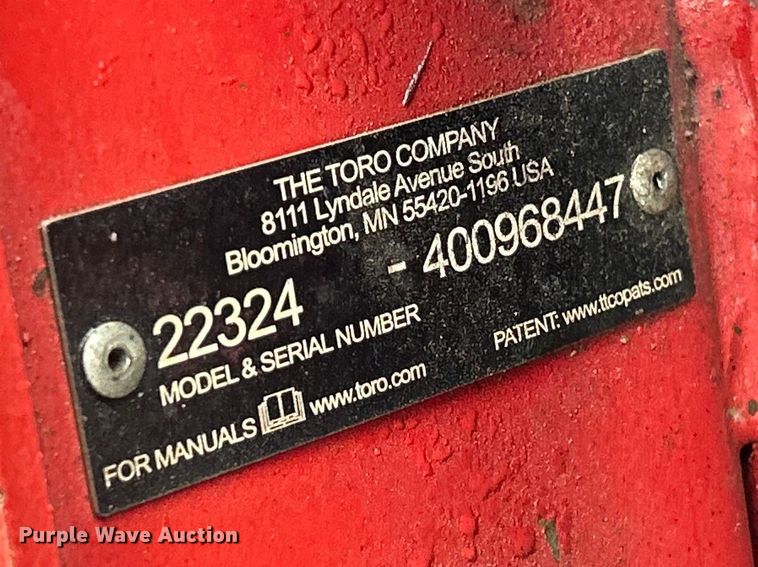 THE TORO COMPANY
8111 Lyndale Avenue South
Bloomington, MN 55420-1196 USA
22324 - 400968447
MODEL & SERIAL NUMBER
PATENT: www.ttcopats.com
FOR MANUALS www.toro.com
Purple Wave Auction